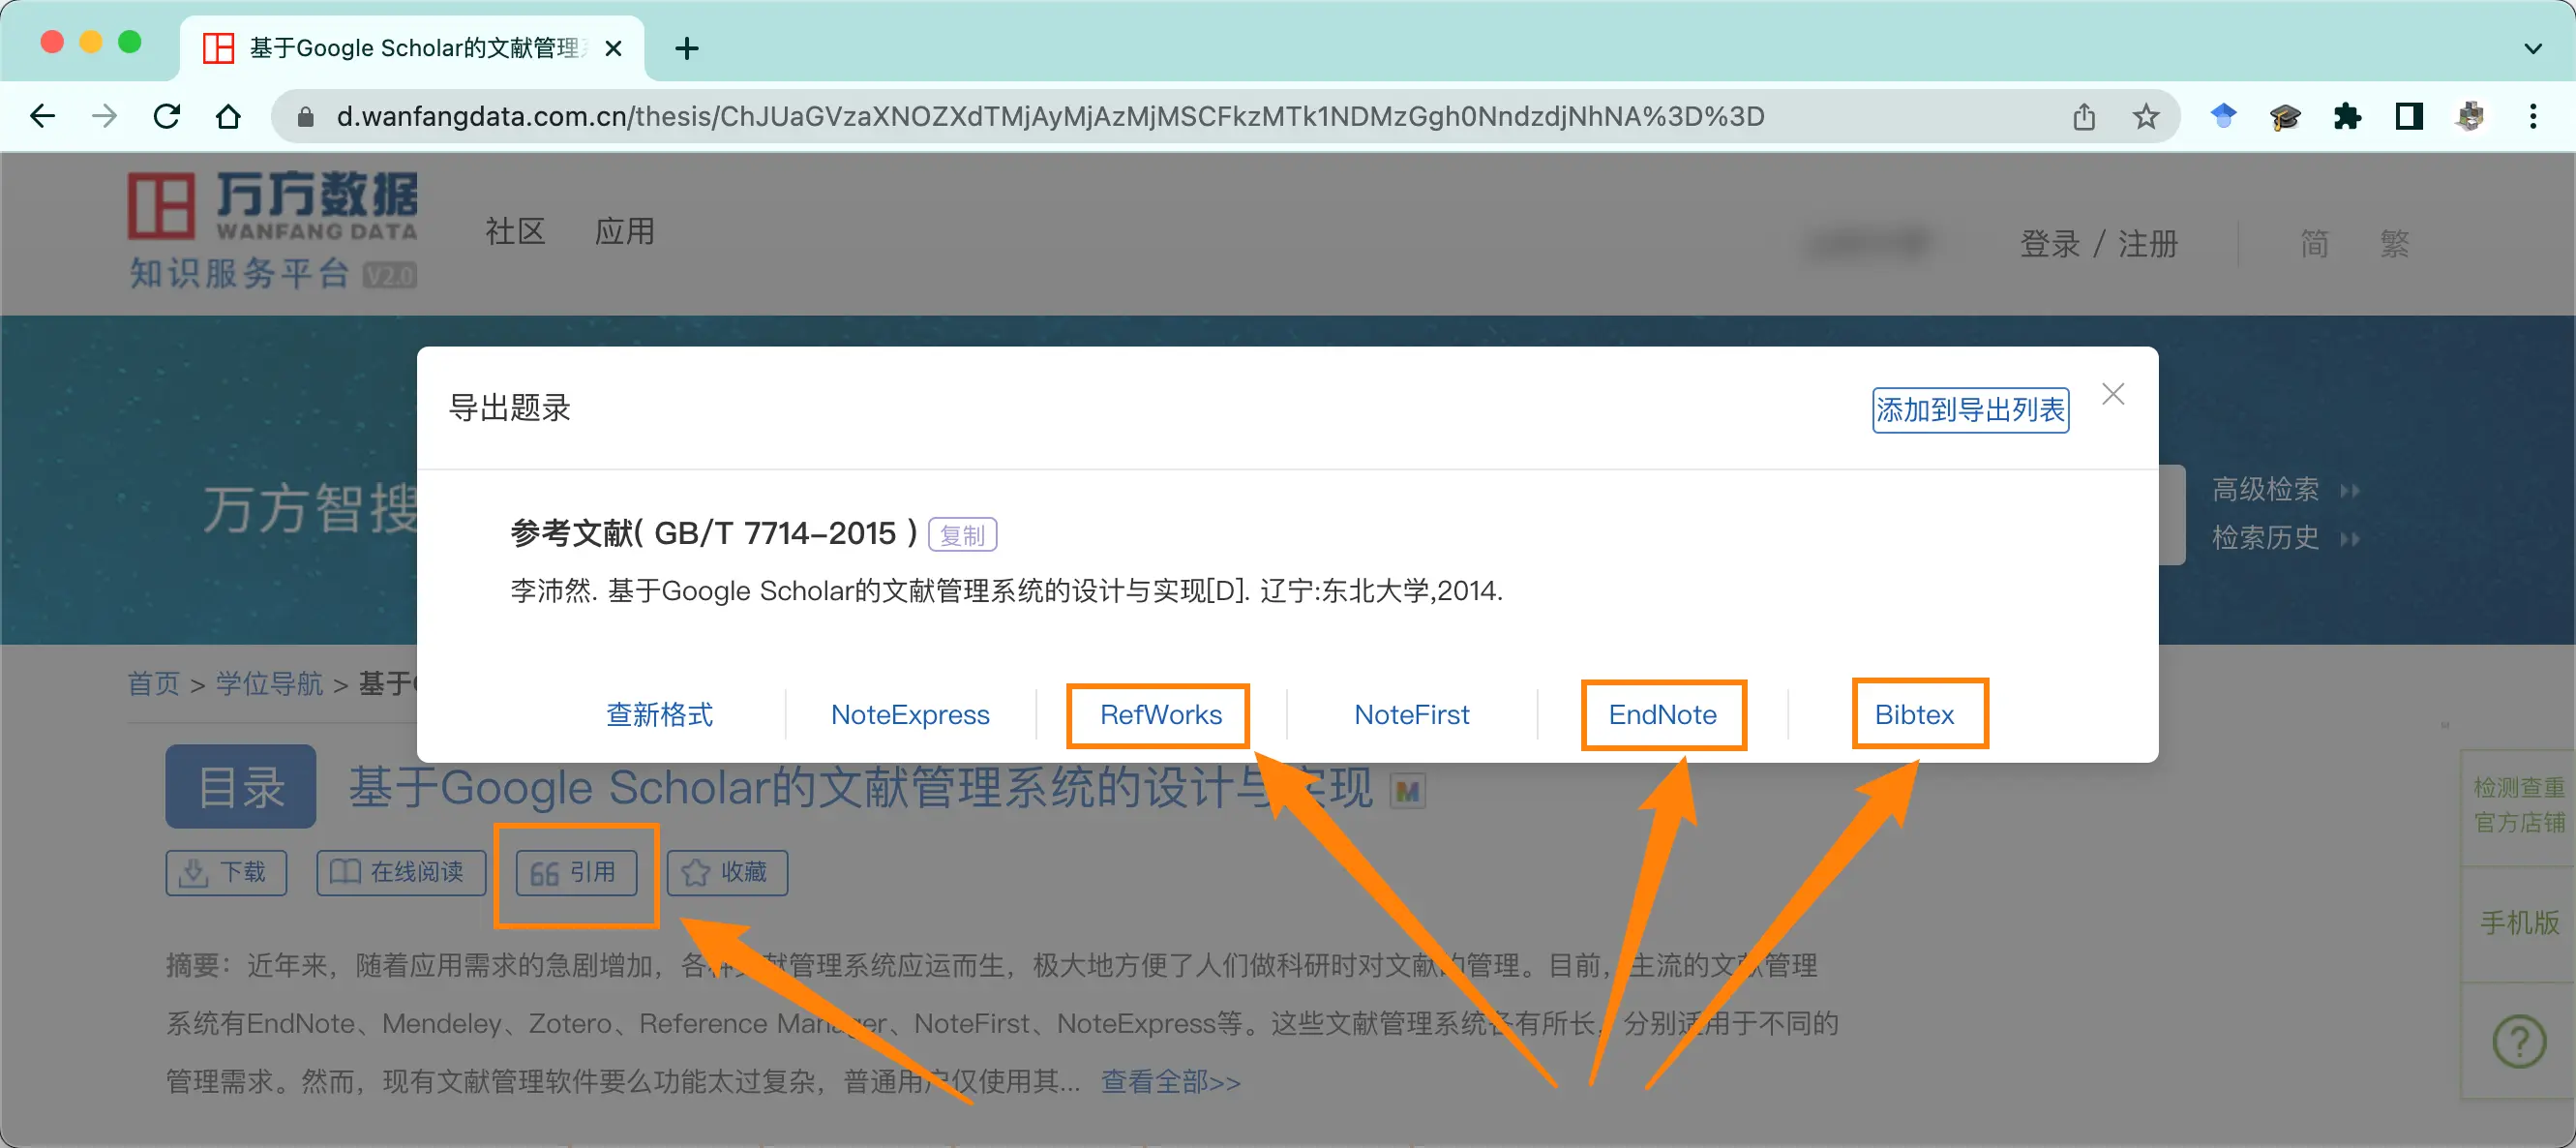 基于Google Scholar的文献管理
d.wanfangdata.com.cn/thesis/ChJUaGVzaXNOZXdTMjAyMjAzMjMSCFkzMTk1NDMzGgh0NndzdjNhNA%3D%3D
万方数据
WANFANG DATA
知识服务平台 V2.0
社区 应用
登录 / 注册 简 繁
导出题录
添加到导出列表
万方智搜
高级检索
检索历史
参考文献( GB/T 7714-2015 ) 复制
李沛然. 基于Google Scholar的文献管理系统的设计与实现[D]. 辽宁:东北大学,2014.
首页 > 学位导航 > 基于
查新格式 NoteExpress RefWorks NoteFirst EndNote Bibtex
目录 基于Google Scholar的文献管理系统的设计与实现 M
下载 在线阅读 引用 收藏
摘要：近年来，随着应用需求的急剧增加，各种文献管理系统应运而生，极大地方便了人们做科研时对文献的管理。目前，主流的文献管理
系统有EndNote、Mendeley、Zotero、Reference Manager、NoteFirst、NoteExpress等。这些文献管理系统各有所长，分别适用于不同的
管理需求。然而，现有文献管理软件要么功能太过复杂，普通用户仅使用其... 查看全部>>
检测查重
官方店铺
手机版